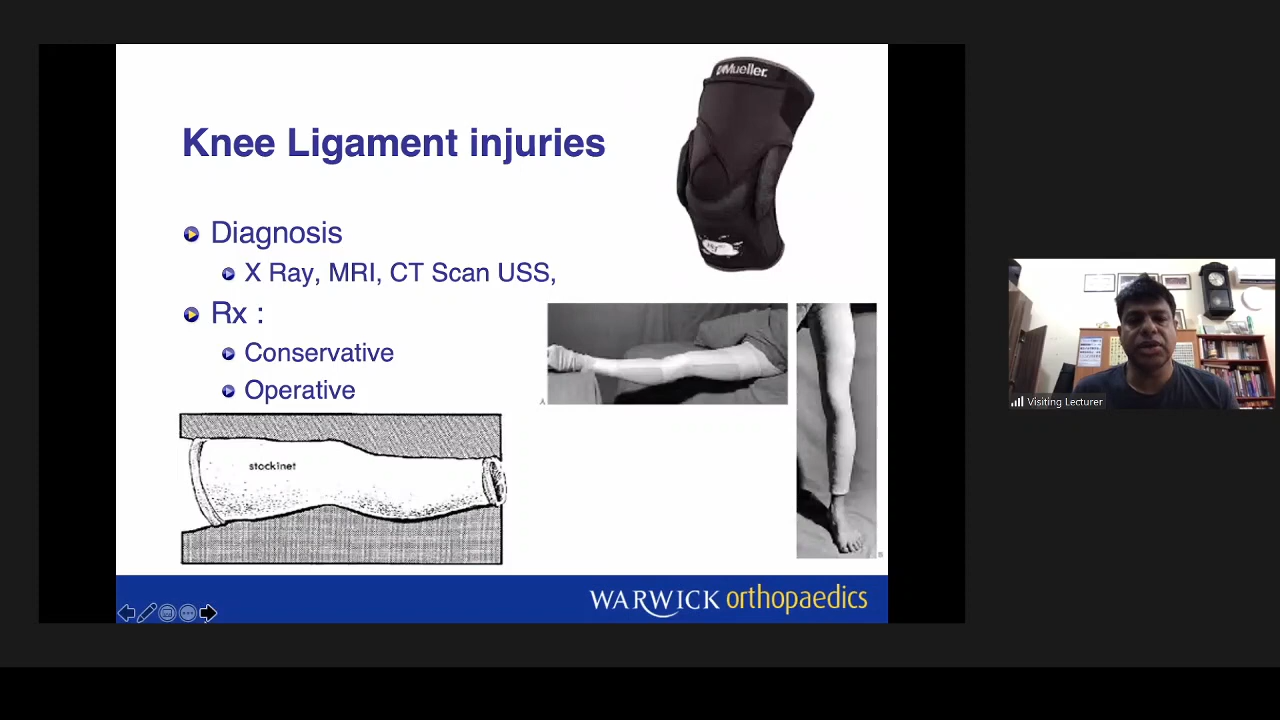 Mueller
Knee Ligament injuries
Diagnosis
X Ray, MRI, CT Scan USS,
Rx :
Conservative
Operative
stockinet
A
B
WARWICK orthopaedics
Visiting Lecturer